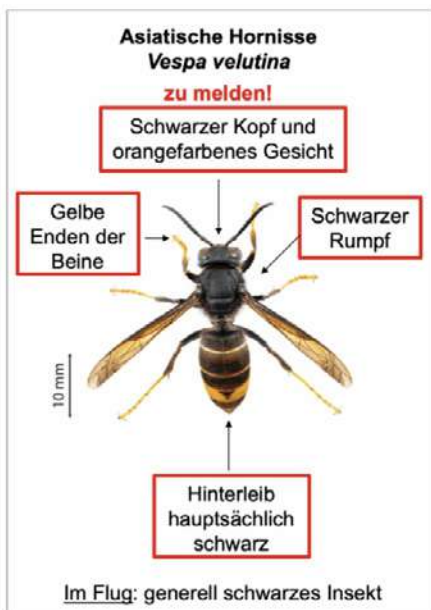 Asiatische Hornisse
Vespa velutina
zu melden!
Schwarzer Kopf und
orangefarbenes Gesicht
Gelbe
Enden der
Beine
Schwarzer
Rumpf
10 mm
Hinterleib
hauptsächlich
schwarz
Im Flug: generell schwarzes Insekt